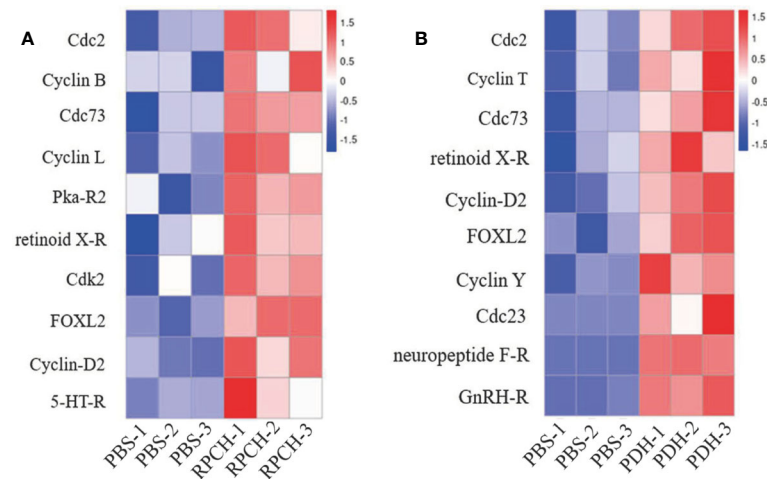 A
Cdc2
Cyclin B
Cdc73
Cyclin L
Pka-R2
retinoid X-R
Cdk2
FOXL2
Cyclin-D2
5-HT-R
PBS-1
PBS-2
PBS-3
RPCH-1
RPCH-2
RPCH-3
1.5
1
0.5
0
-0.5
-1
-1.5
B
Cdc2
Cyclin T
Cdc73
retinoid X-R
Cyclin-D2
FOXL2
Cyclin Y
Cdc23
neuropeptide F-R
GnRH-R
PBS-1
PBS-2
PBS-3
PDH-1
PDH-2
PDH-3
1.5
1
0.5
0
-0.5
-1
-1.5